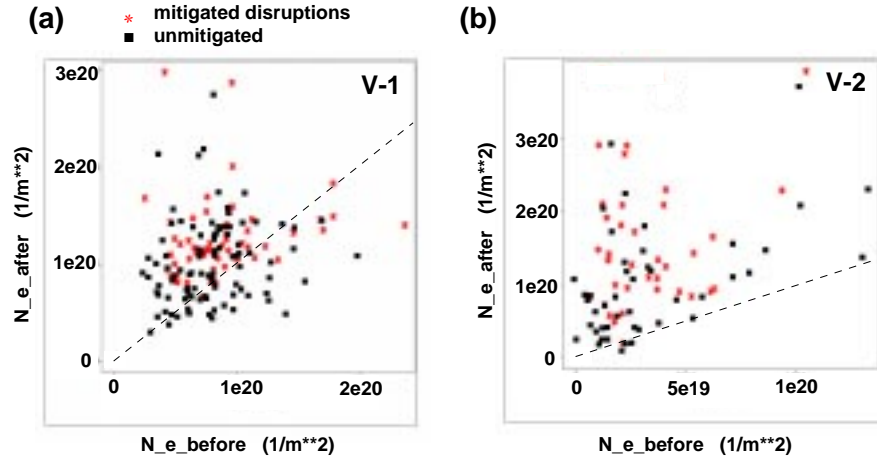 (a)
* mitigated disruptions
■ unmitigated
(b)
V-1
V-2
3e20
2e20
1e20
0
N_e_after (1/m**2)
0 1e20 2e20
N_e_before (1/m**2)
3e20
2e20
1e20
0
N_e_after (1/m**2)
0 5e19 1e20
N_e_before (1/m**2)